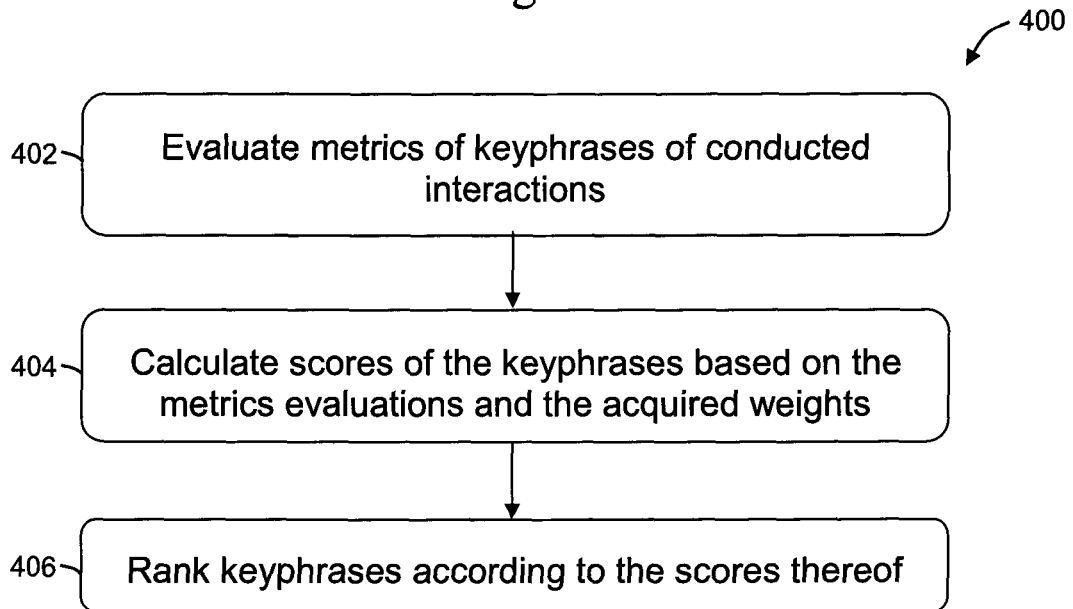 400
402
Evaluate metrics of keyphrases of conducted
interactions
404
Calculate scores of the keyphrases based on the
metrics evaluations and the acquired weights
406
Rank keyphrases according to the scores thereof